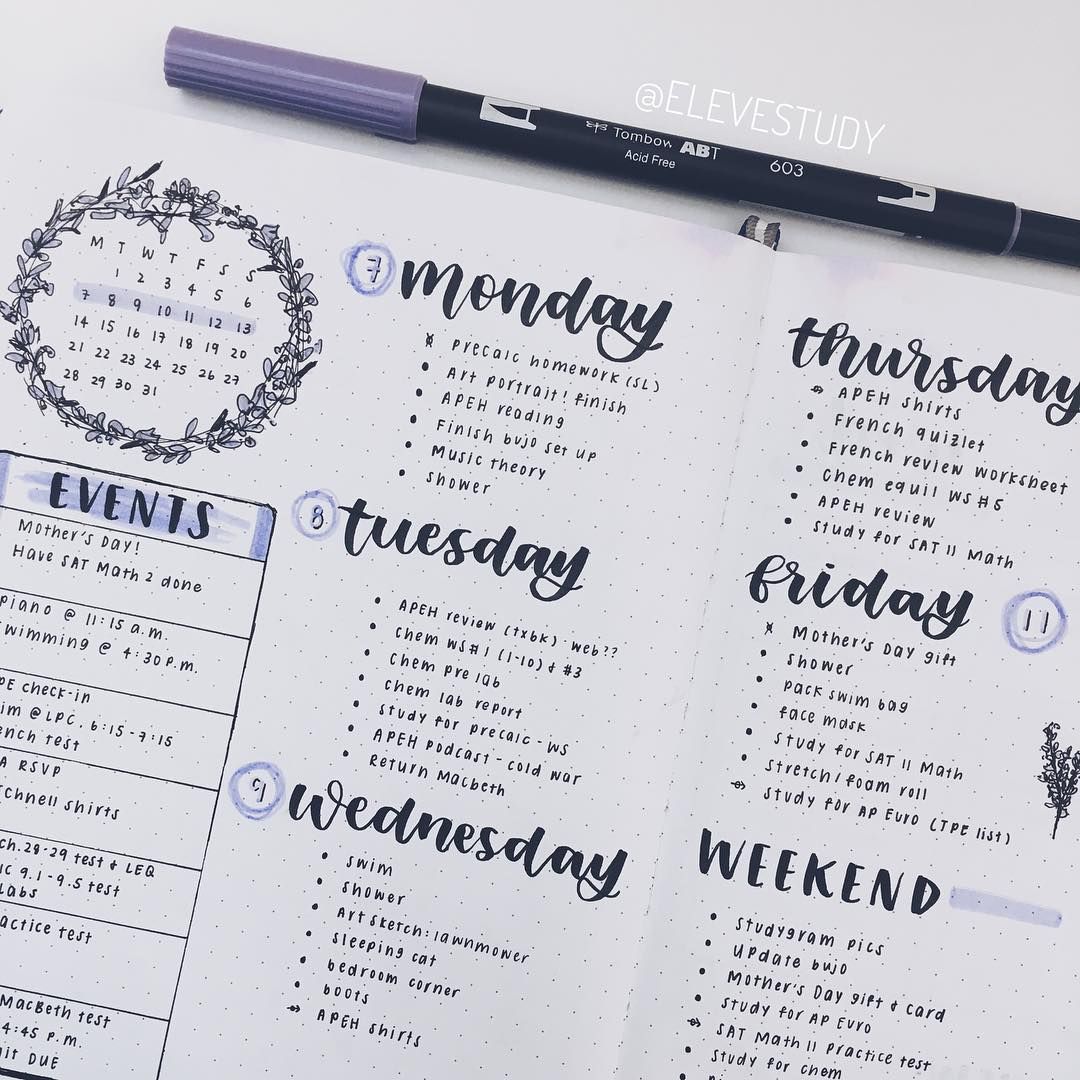 @ELEVESTUDY
Tombow ABT
Acid Free
603
M T W T F S S
1 2 3 4 5 6
7 8 9 10 11 12 13
14 15 16 17 18 19 20
21 22 23 24 25 26 27
28 29 30 31
EVENTS
Mother's Day!
Have SAT Math 2 done
piano @ 11:15 a.m.
swimming @ 4:30 p.m.
PE check-in
im @ LPC, 6:15-7:15
ench test
A RSVP
tchnell shirts
ch. 28-29 test & LEQ
IC 9.1-9.5 test
Labs
actice test
MacBeth test
4:45 p.m.
it DUE
7 monday
precalc homework (SL)
Art portrait! finish
APEH reading
Finish bujo set up
Music theory
shower
8 tuesday
APEH review (txbk) - web??
Chem WS #1 (1-10) & #3
Chem pre lab
Chem lab report
study for precalc - WS
APEH podcast - cold war
Return Macbeth
9 wednesday
swim
shower
Art sketch: lawnmower
sleeping cat
bedroom corner
boots
APEH shirts
thursday
APEH shirts
French quizlet
French review worksheet
Chem equil WS #5
APEH review
study for SAT II Math
friday 11
Mother's Day gift
shower
pack swim bag
face mask
study for SAT II Math
stretch/foam roll
study for AP Euro (TPE list)
WEEKEND
studygram pics
update bujo
Mother's Day gift & card
study for AP Euro
SAT Math II practice test
study for chem